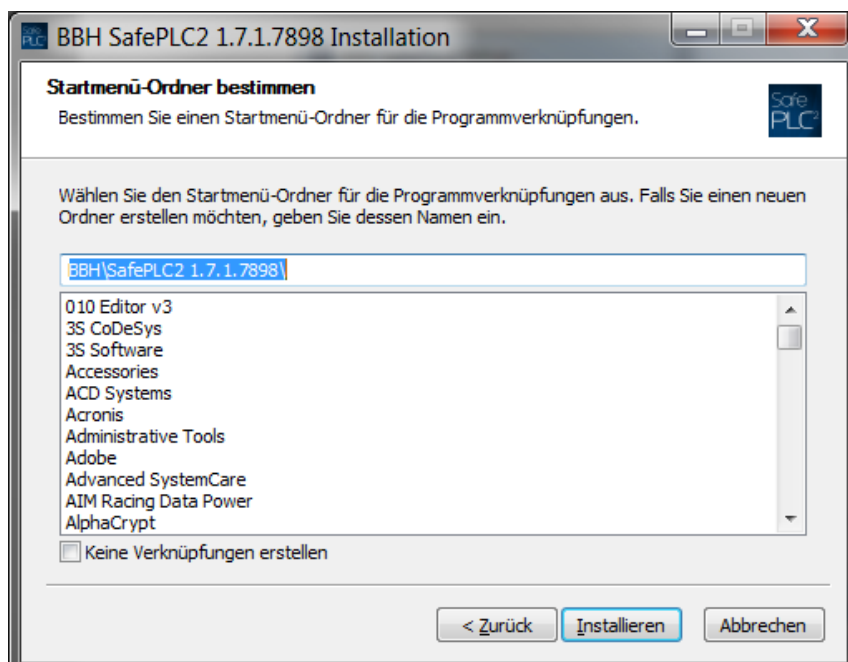 Safe
PLC
BBH SafePLC2 1.7.1.7898 Installation
Startmenü-Ordner bestimmen
Bestimmen Sie einen Startmenü-Ordner für die Programmverknüpfungen.
Safe
PLC²
Wählen Sie den Startmenü-Ordner für die Programmverknüpfungen aus. Falls Sie einen neuen
Ordner erstellen möchten, geben Sie dessen Namen ein.
BBH\SafePLC2 1.7.1.7898\
010 Editor v3
3S CoDeSys
3S Software
Accessories
ACD Systems
Acronis
Administrative Tools
Adobe
Advanced SystemCare
AIM Racing Data Power
AlphaCrypt
Keine Verknüpfungen erstellen
< Zurück
Installieren
Abbrechen